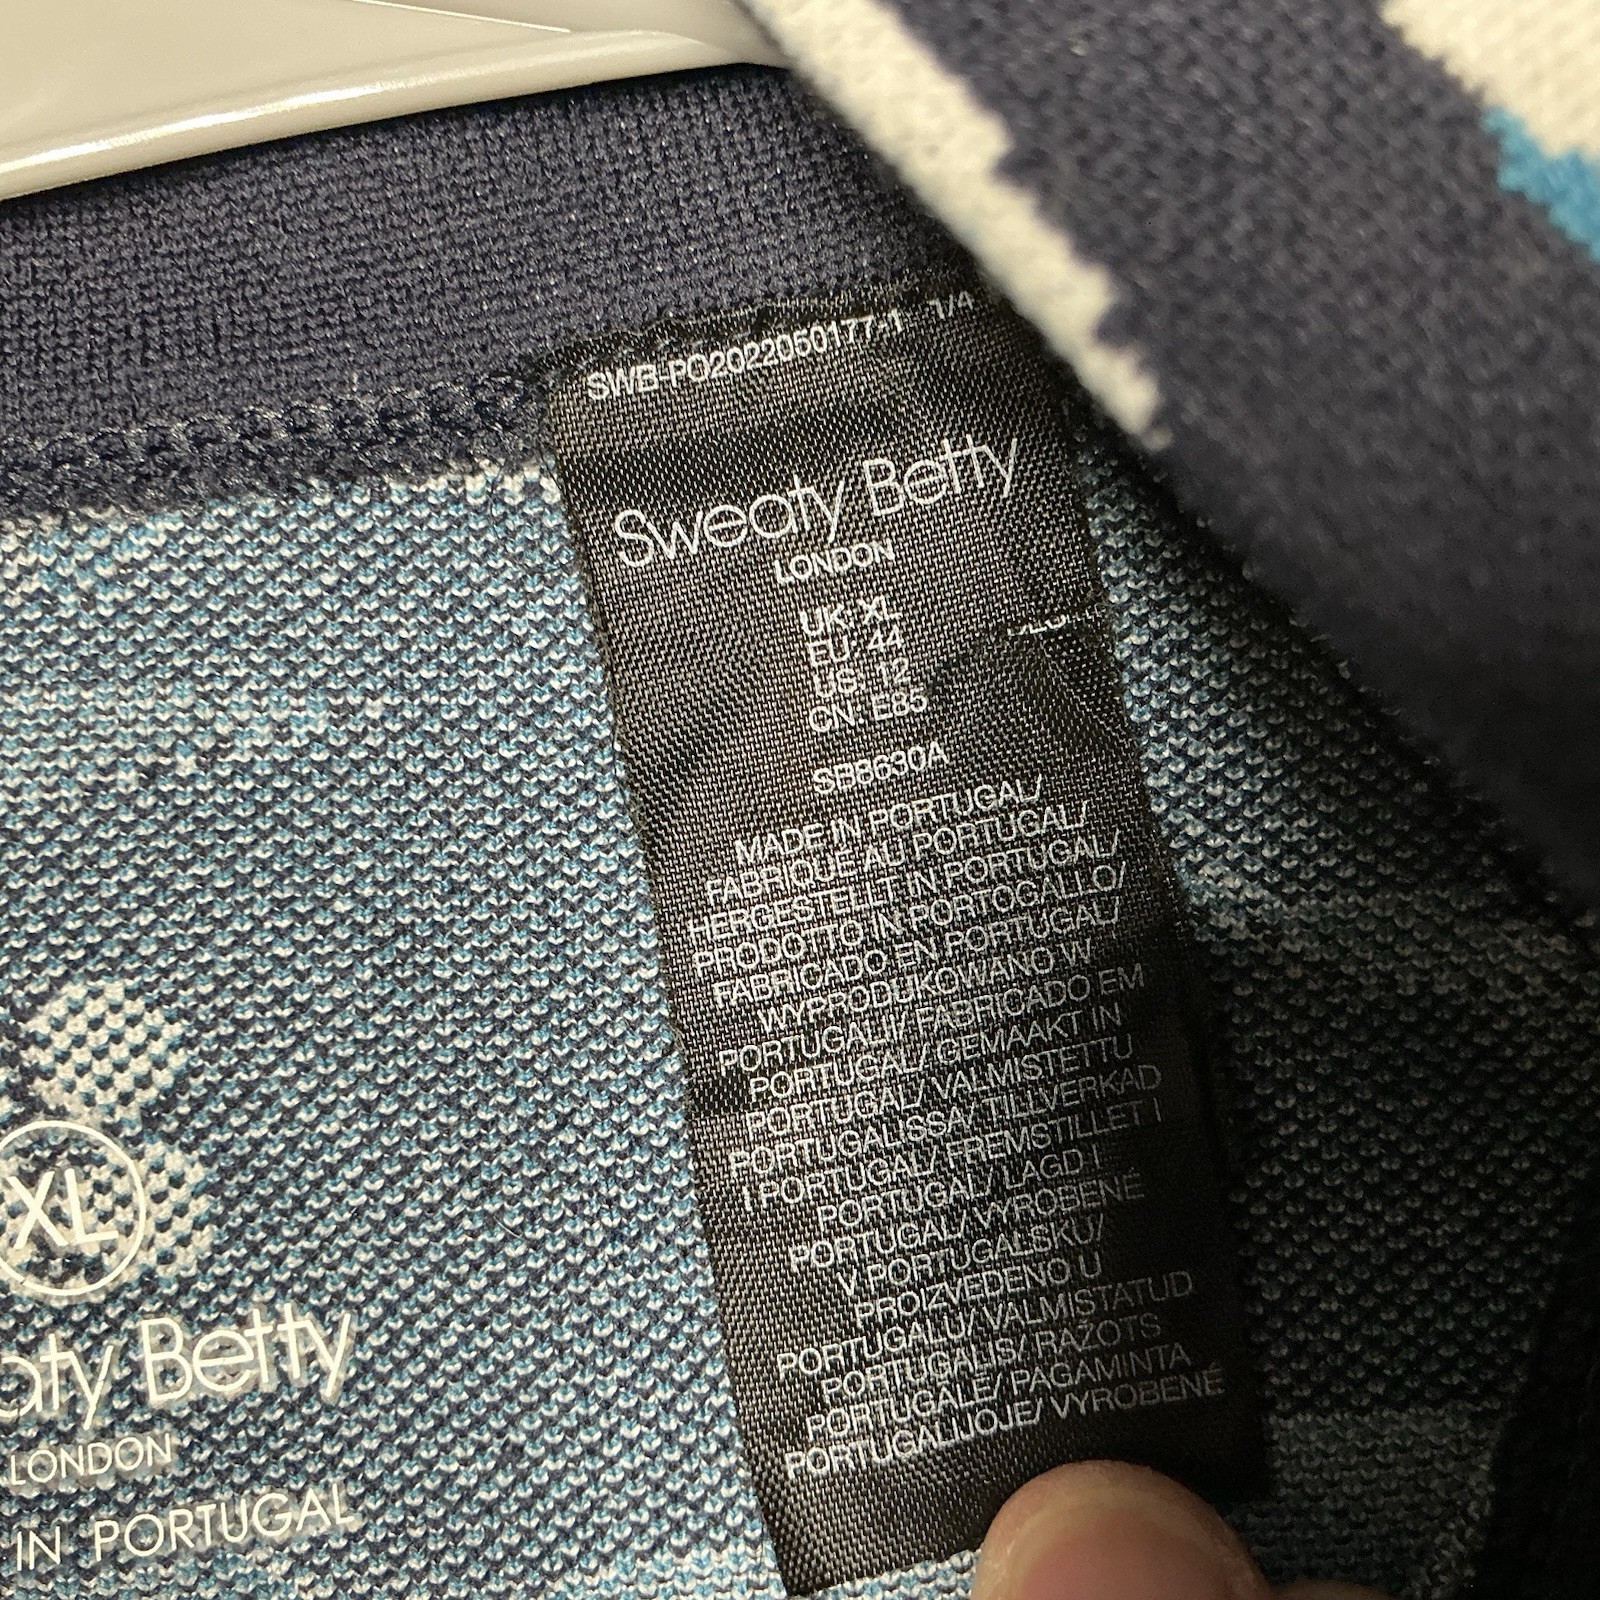 SWB-PO2022050177-1 1/4
Sweaty Betty
LONDON
UK: XL
EU: 44
US: 12
CN: E85
SB8630A
MADE IN PORTUGAL/
FABRIQUE AU PORTUGAL/
HERGESTELLT IN PORTUGAL/
PRODOTTO IN PORTOGALLO/
FABRICADO EN PORTUGAL/
WYPRODUKOWANO W
PORTUGALII/ FABRICADO EM
PORTUGAL/ GEMAAKT IN
PORTUGAL/ VALMISTETTU
PORTUGALISSA/ TILLVERKAD
I PORTUGAL/ FREMSTILLET I
PORTUGAL/ LAGD I
PORTUGAL/ VYROBENÉ
V PORTUGALSKU/
PROIZVEDENO U
PORTUGALU/ VALMISTATUD
PORTUGALIS/ RAŽOTS
PORTUGĀLE/ PAGAMINTA
PORTUGALIJOJE/ VYROBENÉ
XL
aty Betty
LONDON
IN PORTUGAL